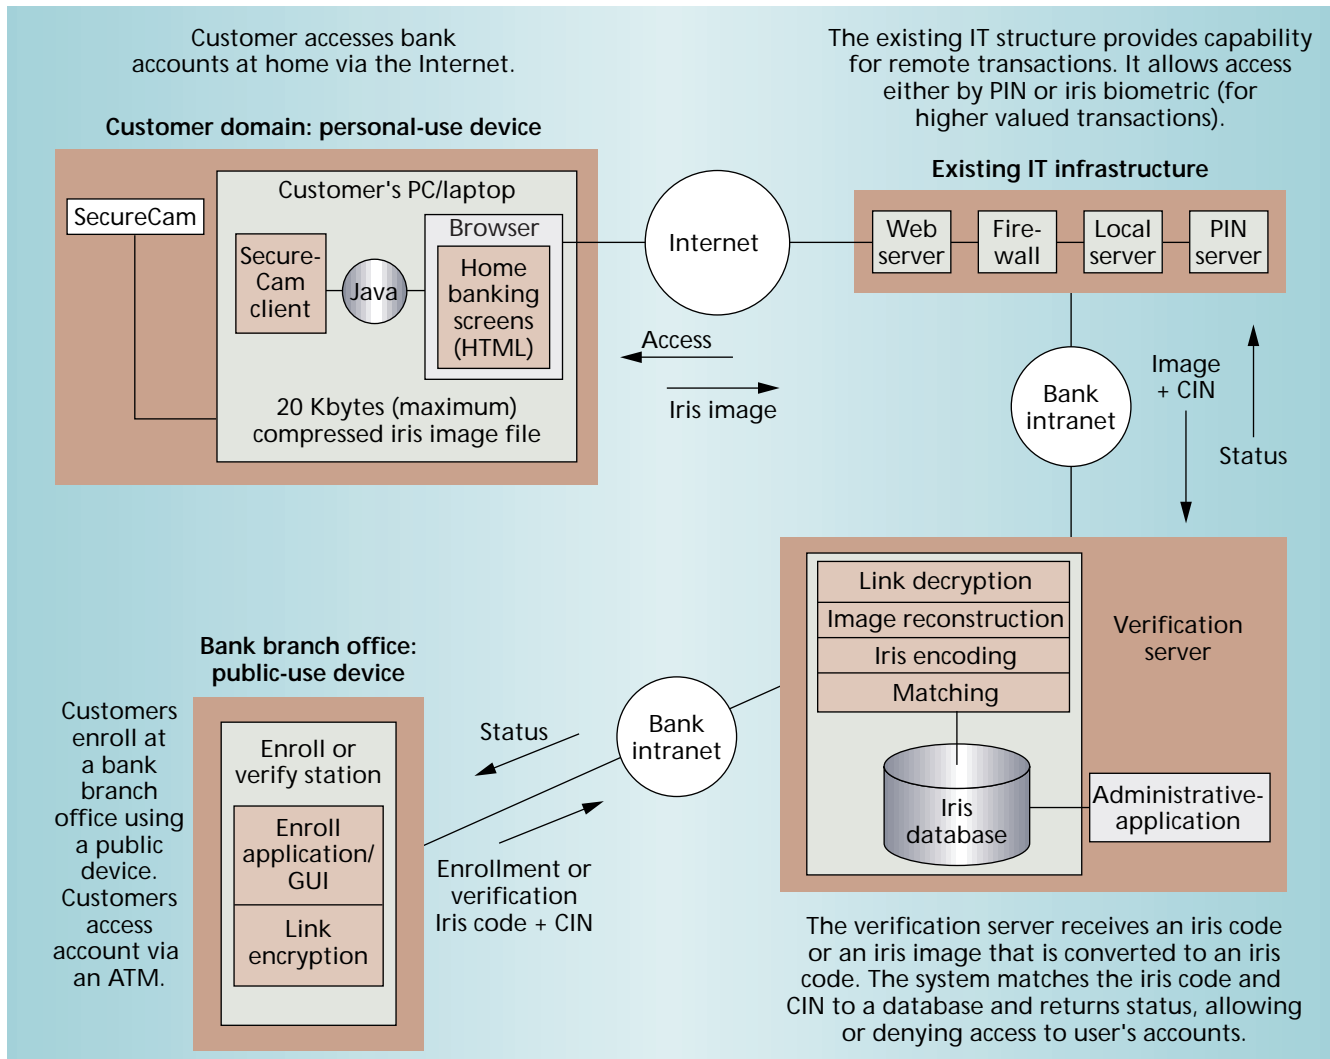 Customer accesses bank
accounts at home via the Internet.
The existing IT structure provides capability
for remote transactions. It allows access
either by PIN or iris biometric (for
higher valued transactions).
Customer domain: personal-use device
Existing IT infrastructure
SecureCam
Customer's PC/laptop
Browser
Secure-
Cam
client
Java
Home
banking
screens
(HTML)
20 Kbytes (maximum)
compressed iris image file
Internet
Access
Iris image
Web
server
Fire-
wall
Local
server
PIN
server
Bank
intranet
Image
+ CIN
Status
Link decryption
Image reconstruction
Iris encoding
Matching
Verification
server
Iris
database
Administrative-
application
Bank branch office:
public-use device
Customers
enroll at
a bank
branch
office using
a public
device.
Customers
access
account via
an ATM.
Enroll or
verify station
Enroll
application/
GUI
Link
encryption
Status
Bank
intranet
Enrollment or
verification
Iris code + CIN
The verification server receives an iris code
or an iris image that is converted to an iris
code. The system matches the iris code and
CIN to a database and returns status, allowing
or denying access to user's accounts.